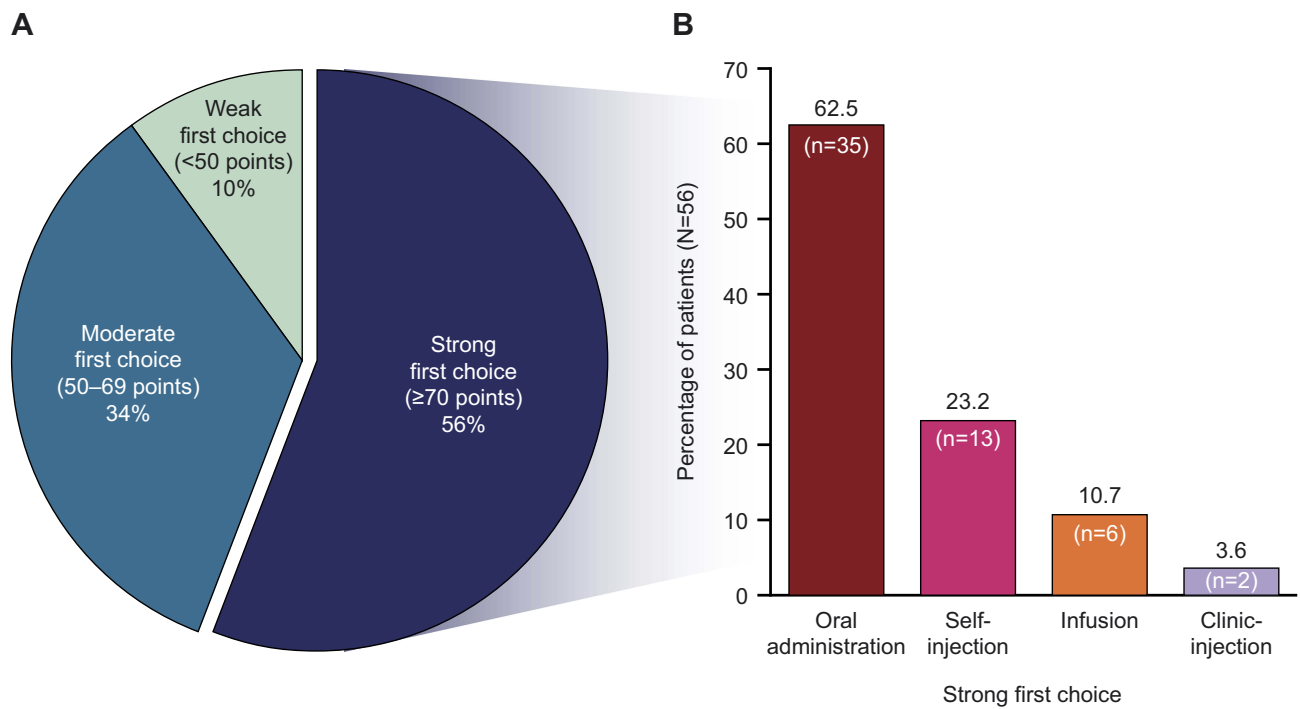 A
Weak
first choice
(<50 points)
10%
Moderate
first choice
(50–69 points)
34%
Strong
first choice
(≥70 points)
56%
B
Percentage of patients (N=56)
70
60
50
40
30
20
10
0
62.5
(n=35)
23.2
(n=13)
10.7
(n=6)
3.6
(n=2)
Oral
administration
Self-
injection
Infusion
Clinic-
injection
Strong first choice